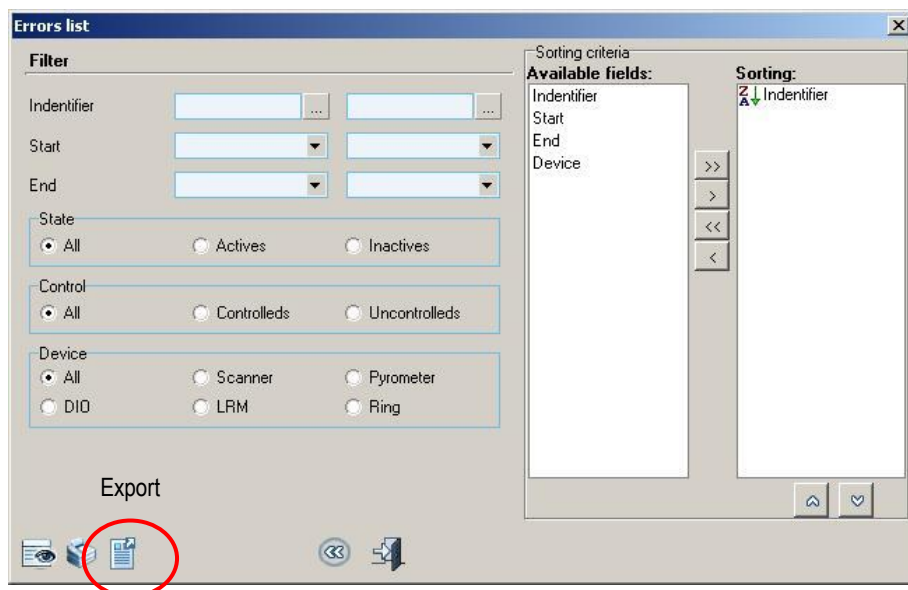 Errors list
Filter
Indentifier
...
...
Start
End
State
All
Actives
Inactives
Control
All
Controlleds
Uncontrolleds
Device
All
Scanner
Pyrometer
DIO
LRM
Ring
Sorting criteria
Available fields:
Indentifier
Start
End
Device
>>
>
<<
<
Sorting:
ZA Indentifier
Export